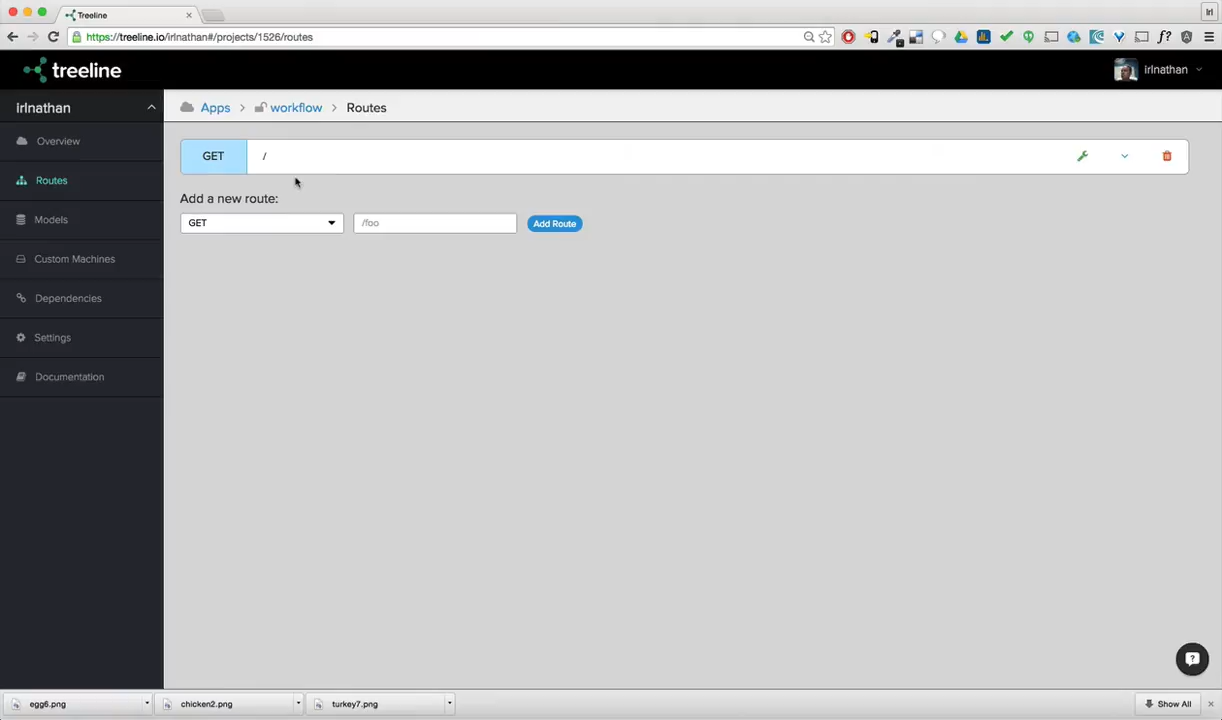 Treeline
Irl
https://treeline.io/irlnathan#/projects/1526/routes
f?
treeline
irlnathan
irlnathan
Apps > workflow > Routes
Overview
GET /
Routes
Add a new route:
Models
GET /foo Add Route
Custom Machines
Dependencies
Settings
Documentation
egg6.png
chicken2.png
turkey7.png
Show All